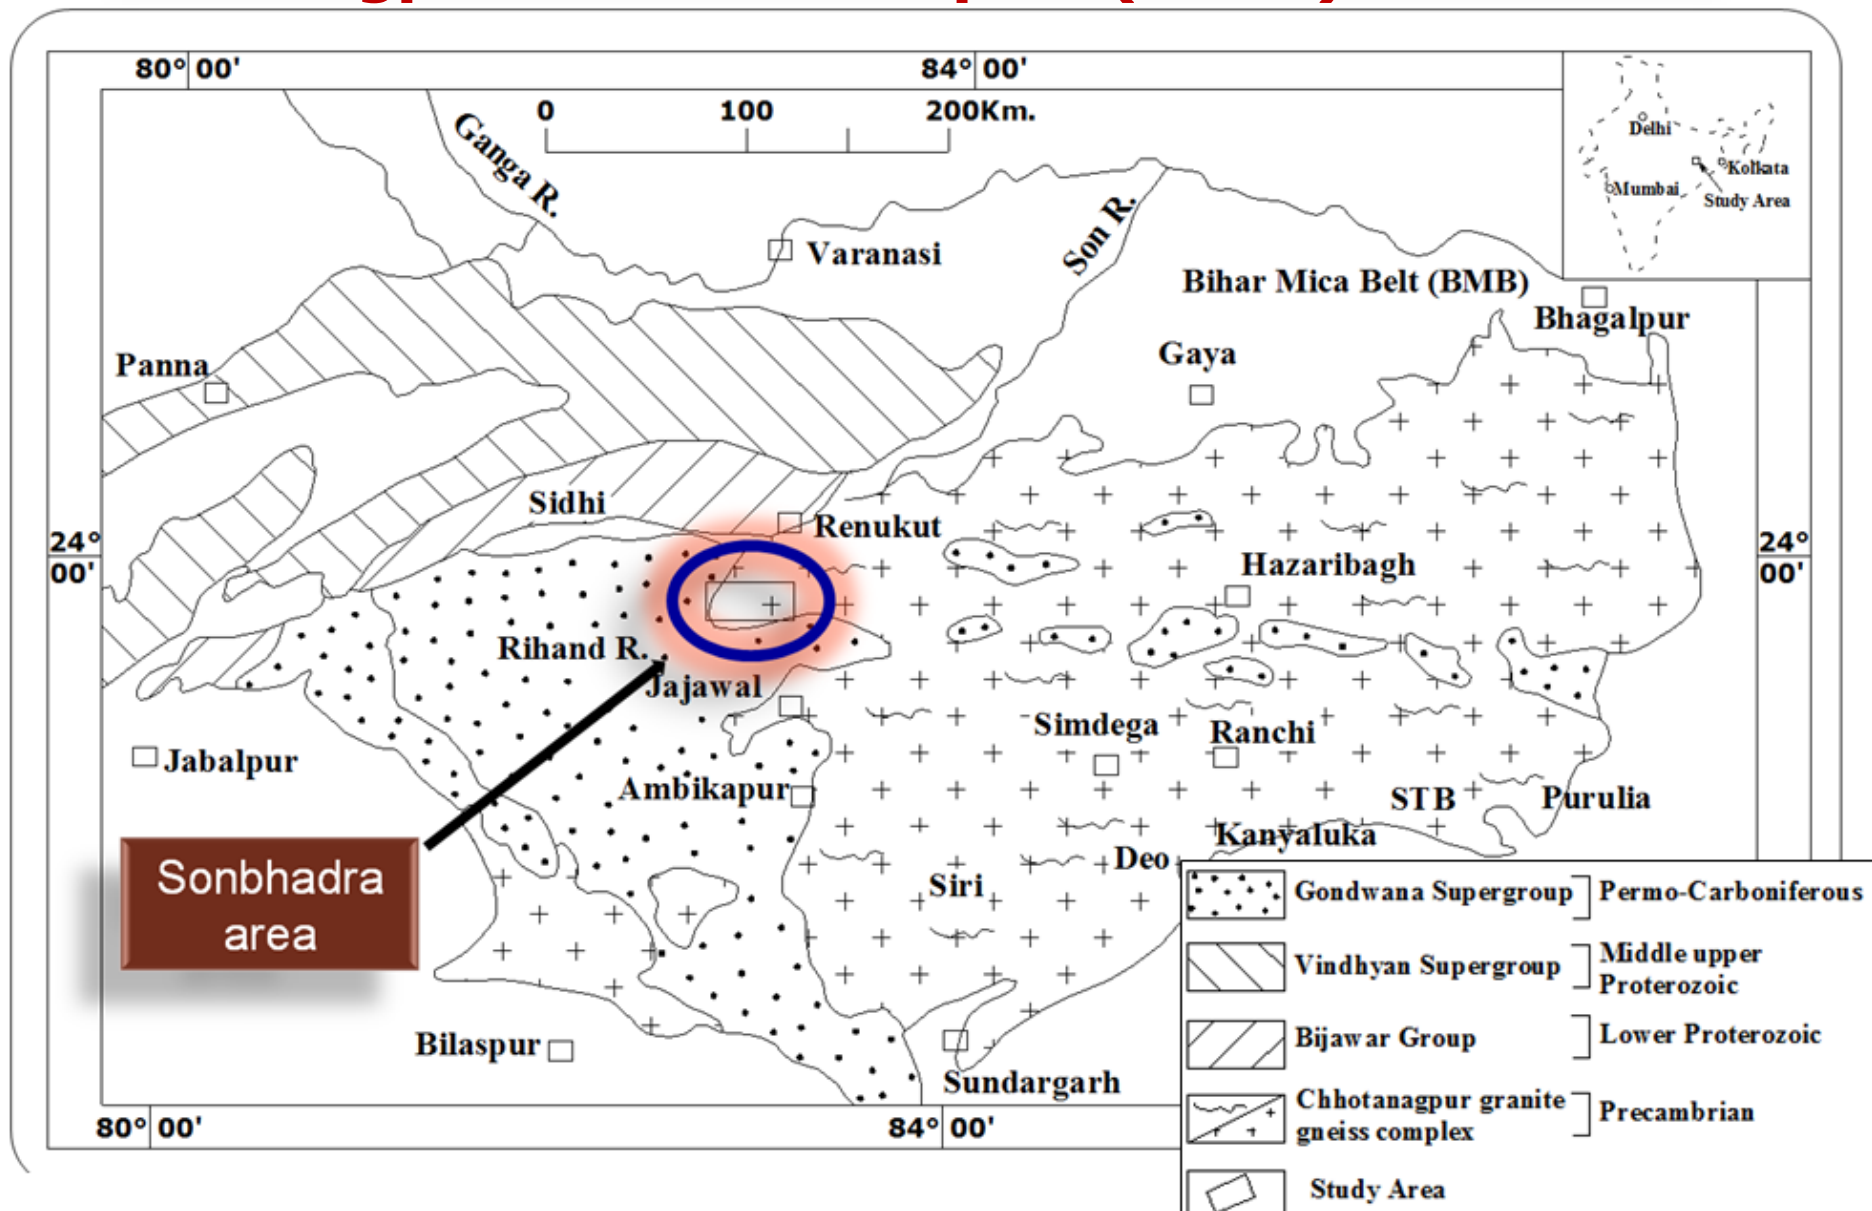 80° 00'
84° 00'
0 100 200Km.
Delhi
Kolkata
Mumbai
Study Area
Ganga R.
Varanasi
Son R.
Bihar Mica Belt (BMB)
Bhagalpur
Panna
Gaya
Sidhi
Renukut
24°
00'
24°
00'
Hazaribagh
Rihand R.
Jajawal
Simdega
Ranchi
Jabalpur
Ambikapur
STB
Purulia
Kanyaluka
Deo
Sonbhadra
area
Siri
Gondwana Supergroup Permo-Carboniferous
Vindhyan Supergroup Middle upper
Proterozoic
Bijawar Group Lower Proterozoic
Bilaspur
Sundargarh
Chhotanagpur granite
gneiss complex Precambrian
80° 00'
84° 00'
Study Area